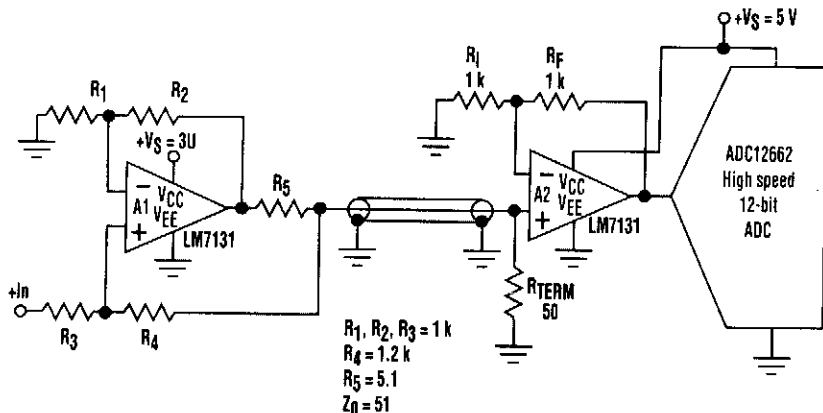 +VS = 5 V
RI
1 k
RF
1 k
R1
R2
+VS = 3U
VCC
VEE
A1
−
+
LM7131
R5
+In
R3
R4
A2
−
+
VCC
VEE
LM7131
RTERM
50
ADC12662
High speed
12-bit
ADC
R1, R2, R3 = 1 k
R4 = 1.2 k
R5 = 5.1
Z0 = 51